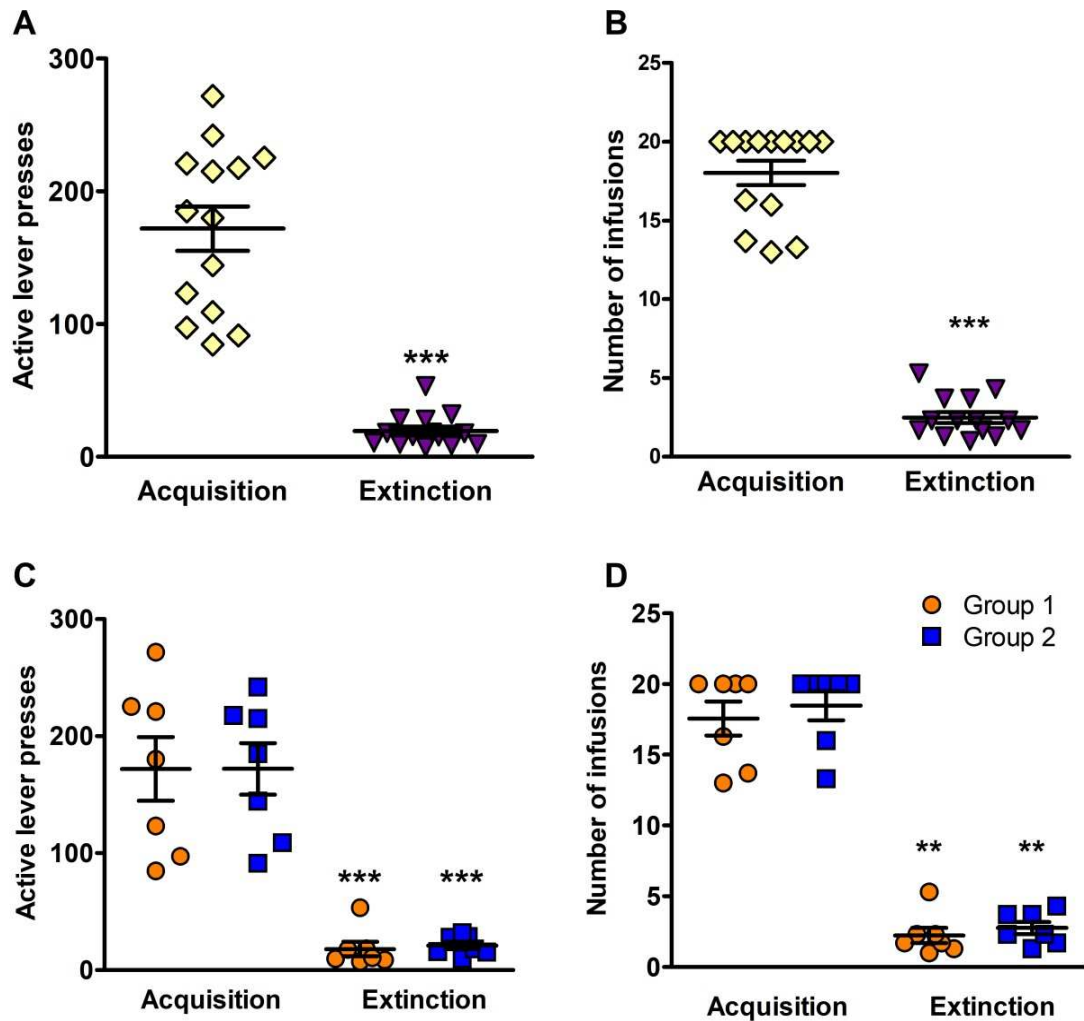 A
Active lever presses
300
200
100
0
***
Acquisition
Extinction
B
Number of infusions
25
20
15
10
5
0
***
Acquisition
Extinction
C
Active lever presses
300
200
100
0
***
***
Acquisition
Extinction
D
Number of infusions
25
20
15
10
5
0
Group 1
Group 2
**
**
Acquisition
Extinction